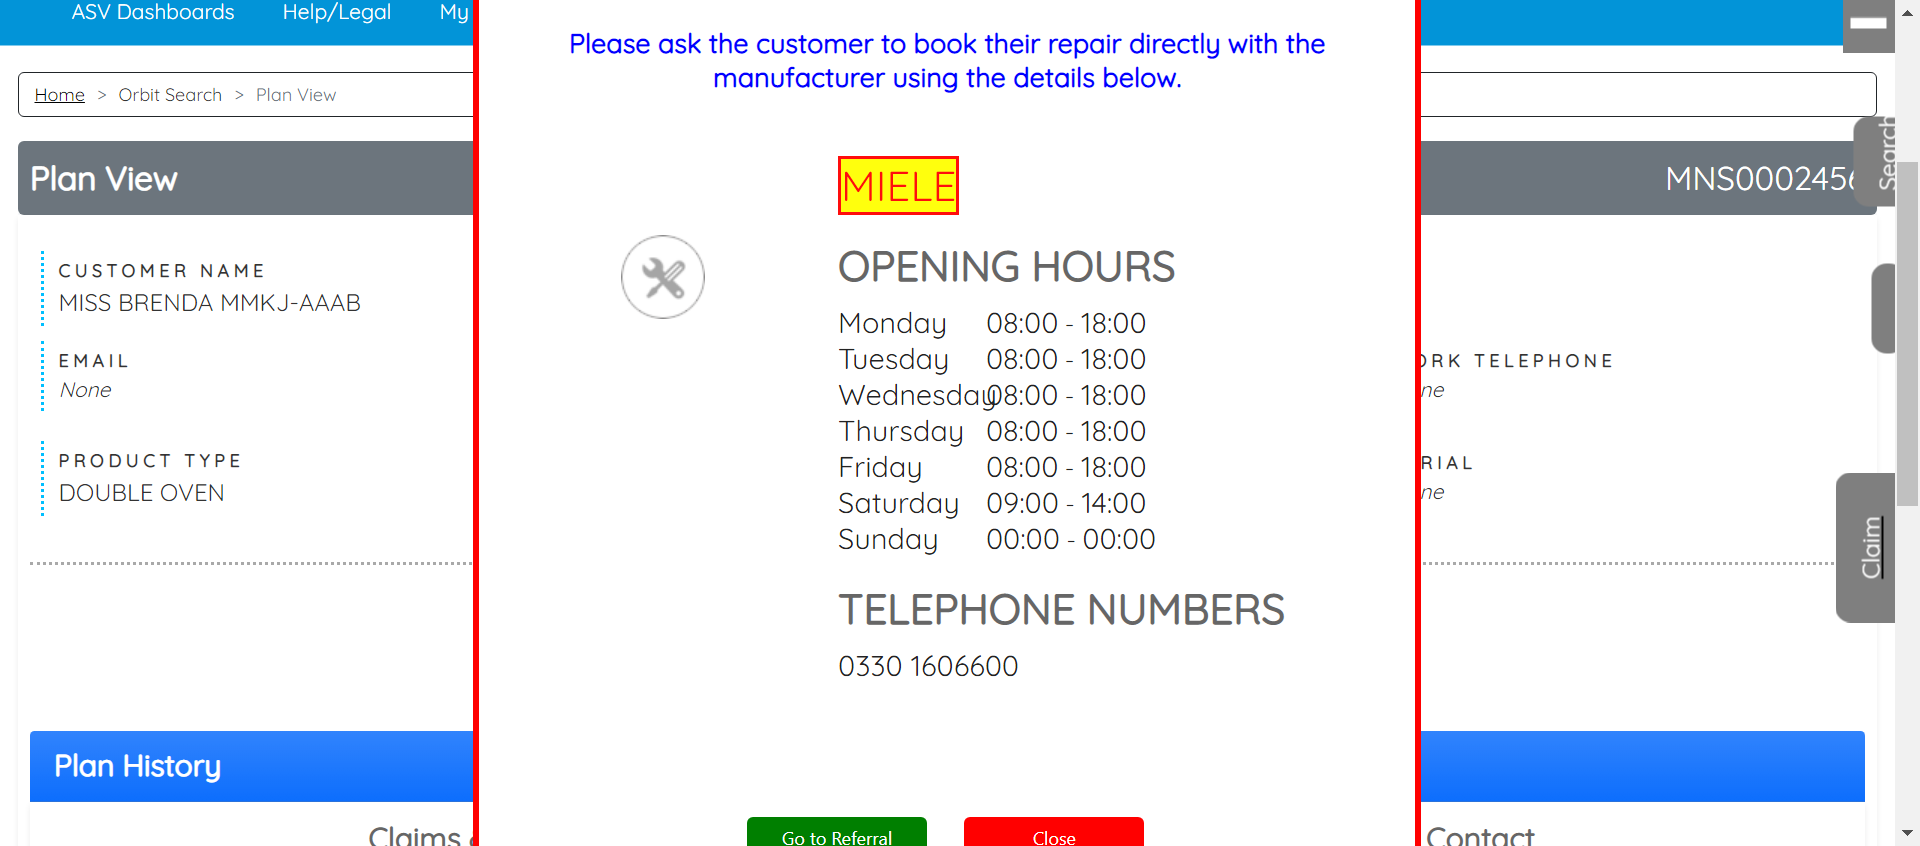 ASV Dashboards Help/Legal My
Home > Orbit Search > Plan View
Plan View
CUSTOMER NAME
MISS BRENDA MMKJ-AAAB
EMAIL
None
PRODUCT TYPE
DOUBLE OVEN
Plan History
Claims
Please ask the customer to book their repair directly with the
manufacturer using the details below.
MIELE
OPENING HOURS
Monday 08:00 - 18:00
Tuesday 08:00 - 18:00
Wednesday 08:00 - 18:00
Thursday 08:00 - 18:00
Friday 08:00 - 18:00
Saturday 09:00 - 14:00
Sunday 00:00 - 00:00
TELEPHONE NUMBERS
0330 1606600
Go to Referral Close
MNS0002456
ORK TELEPHONE
ne
RIAL
ne
Contact
Search
Claim